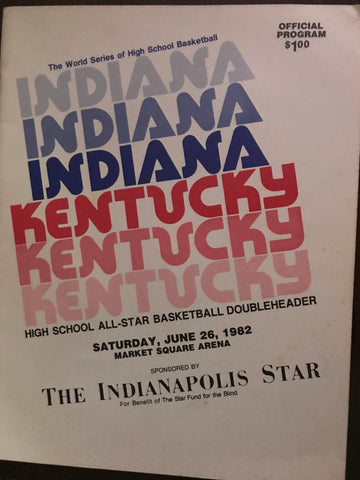 OFFICIAL
PROGRAM
$1.00
The World Series of High School Basketball
INDIANA
INDIANA
INDIANA
KENTUCKY
KENTUCKY
KENTUCKY
HIGH SCHOOL ALL-STAR BASKETBALL DOUBLEHEADER
SATURDAY, JUNE 26, 1982
MARKET SQUARE ARENA
SPONSORED BY
THE INDIANAPOLIS STAR
For Benefit of The Star Fund for the Blind